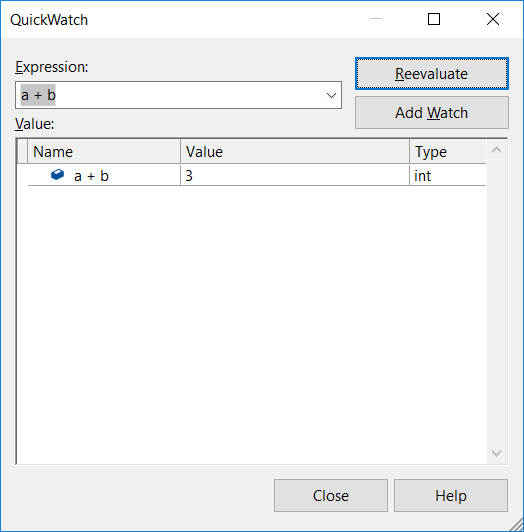 QuickWatch
Expression:
Reevaluate
a + b
Add Watch
Value:
Name Value Type
a + b 3 int
Close Help